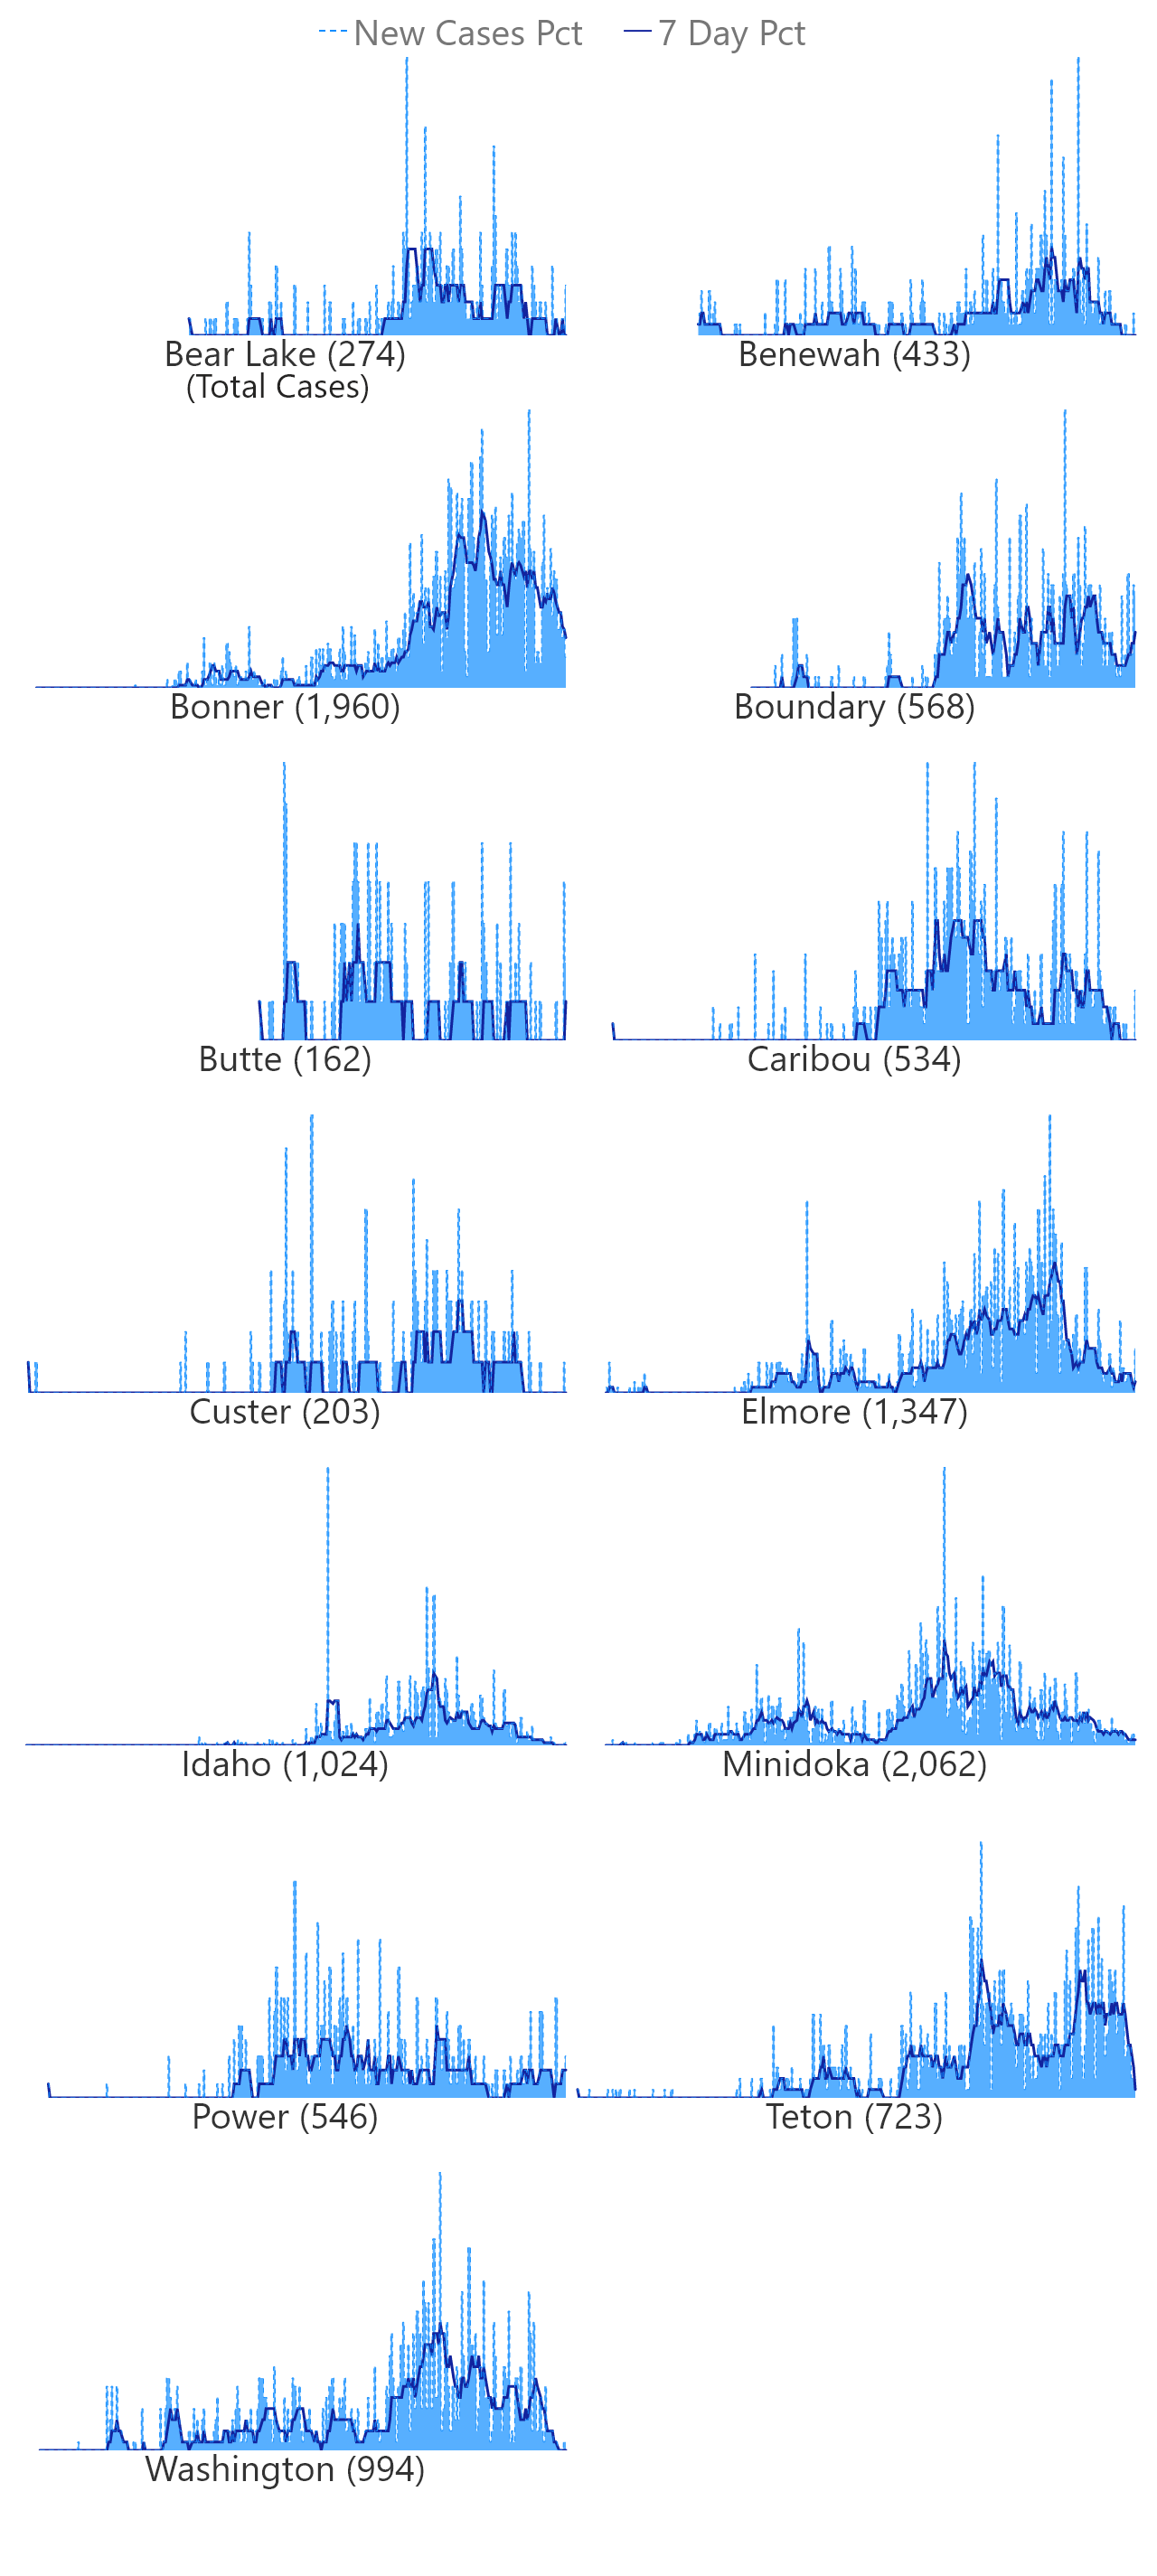 New Cases Pct 7 Day Pct
Bear Lake (274)
(Total Cases)
Benewah (433)
Bonner (1,960)
Boundary (568)
Butte (162)
Caribou (534)
Custer (203)
Elmore (1,347)
Idaho (1,024)
Minidoka (2,062)
Power (546)
Teton (723)
Washington (994)